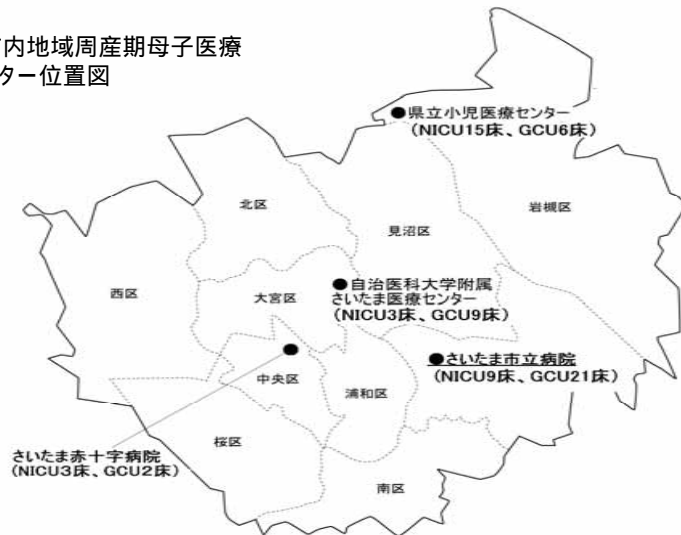 市内地域周産期母子医療
ター位置図
●県立小児医療センター
(NICU15床、GCU6床)
北区
岩槻区
見沼区
西区
大宮区
●自治医科大学附属
さいたま医療センター
(NICU3床、GCU9床)
●さいたま市立病院
(NICU9床、GCU21床)
中央区
浦和区
桜区
さいたま赤十字病院
(NICU3床、GCU2床)
南区